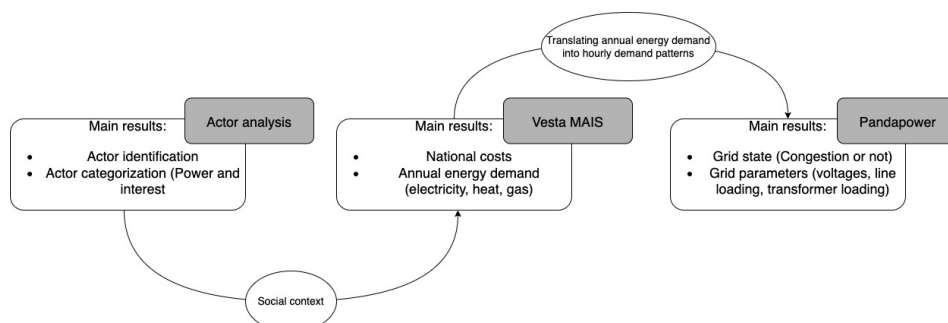 Translating annual energy demand
into hourly demand patterns
Actor analysis
Main results:
• Actor identification
• Actor categorization (Power and
interest
Vesta MAIS
Main results:
• National costs
• Annual energy demand
(electricity, heat, gas)
Pandapower
Main results:
• Grid state (Congestion or not)
• Grid parameters (voltages, line
loading, transformer loading)
Social context